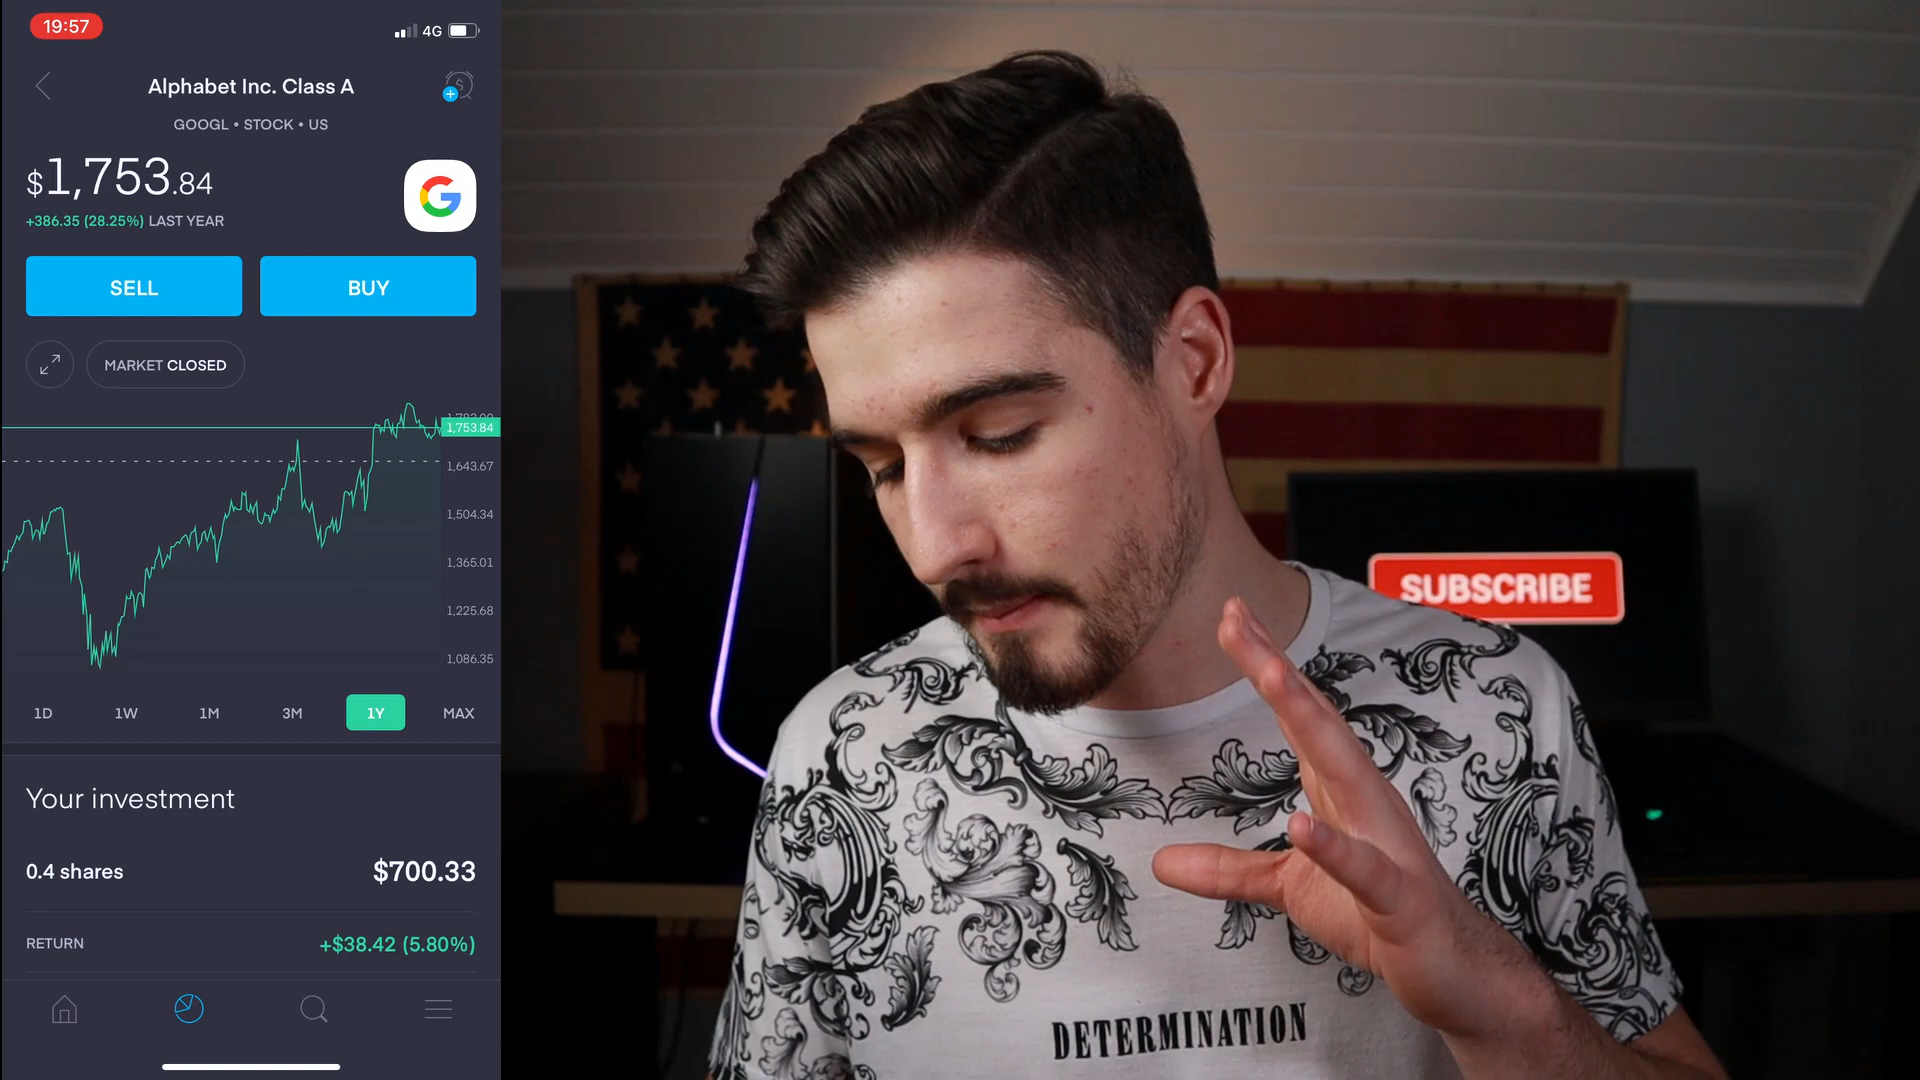 19:57
4G
Alphabet Inc. Class A
GOOGL • STOCK • US
$1,753.84
+386.35 (28.25%) LAST YEAR
SELL
BUY
MARKET CLOSED
1,753.84
1,643.67
1,504.34
1,365.01
1,225.68
1,086.35
1D
1W
1M
3M
1Y
MAX
Your investment
0.4 shares
$700.33
RETURN
+$38.42 (5.80%)
SUBSCRIBE
DETERMINATION